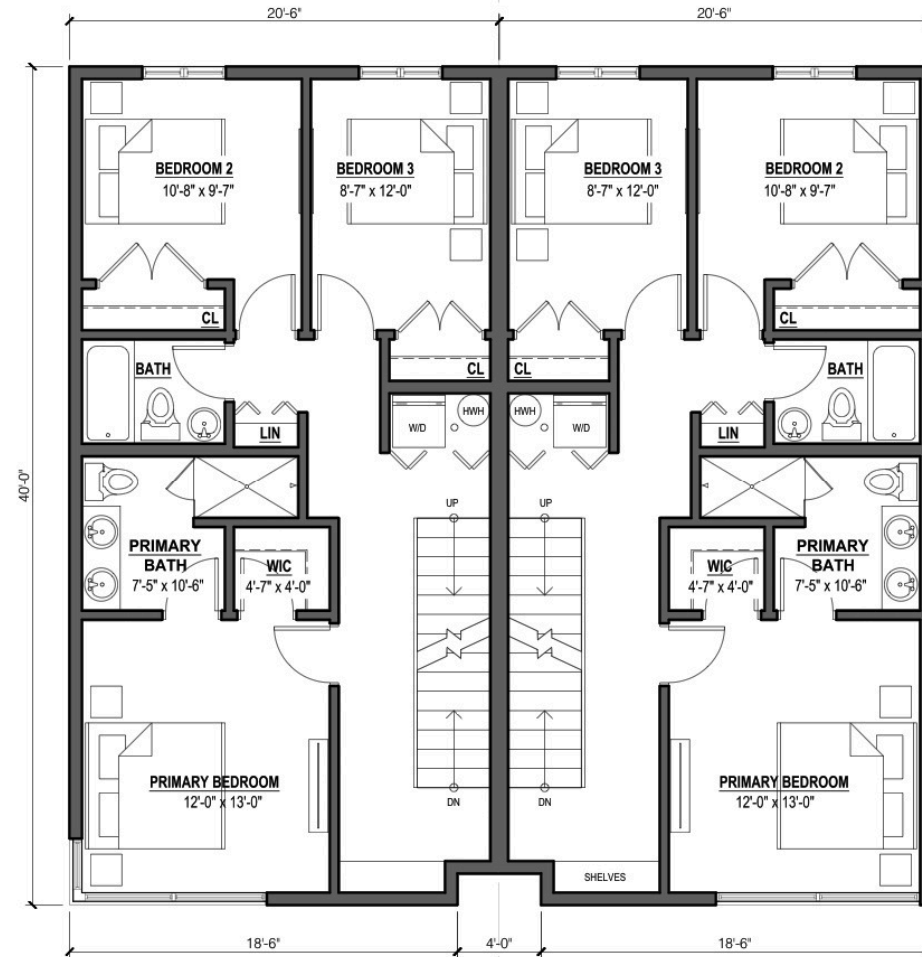 20'-6"
20'-6"
40'-0"
BEDROOM 2
10'-8" x 9'-7"
BEDROOM 3
8'-7" x 12'-0"
BEDROOM 3
8'-7" x 12'-0"
BEDROOM 2
10'-8" x 9'-7"
CL
CL
CL
CL
BATH
BATH
W/D
HWH
HWH
W/D
LIN
LIN
UP
UP
PRIMARY
BATH
7'-5" x 10'-6"
WIC
4'-7" x 4'-0"
WIC
4'-7" x 4'-0"
PRIMARY
BATH
7'-5" x 10'-6"
PRIMARY BEDROOM
12'-0" x 13'-0"
PRIMARY BEDROOM
12'-0" x 13'-0"
DN
DN
SHELVES
18'-6"
4'-0"
18'-6"